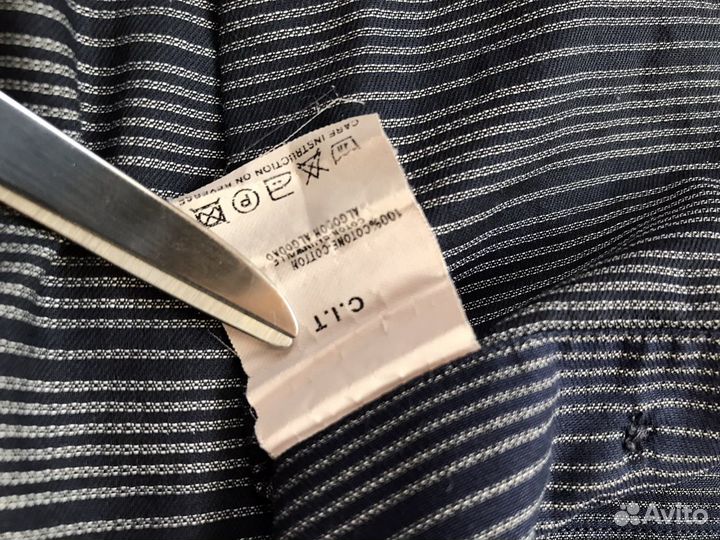 C.I.T
100% COTONE COTTON
ALGODON ALGODAO
CARE INSTRUCTION ON REVERSE
Avito